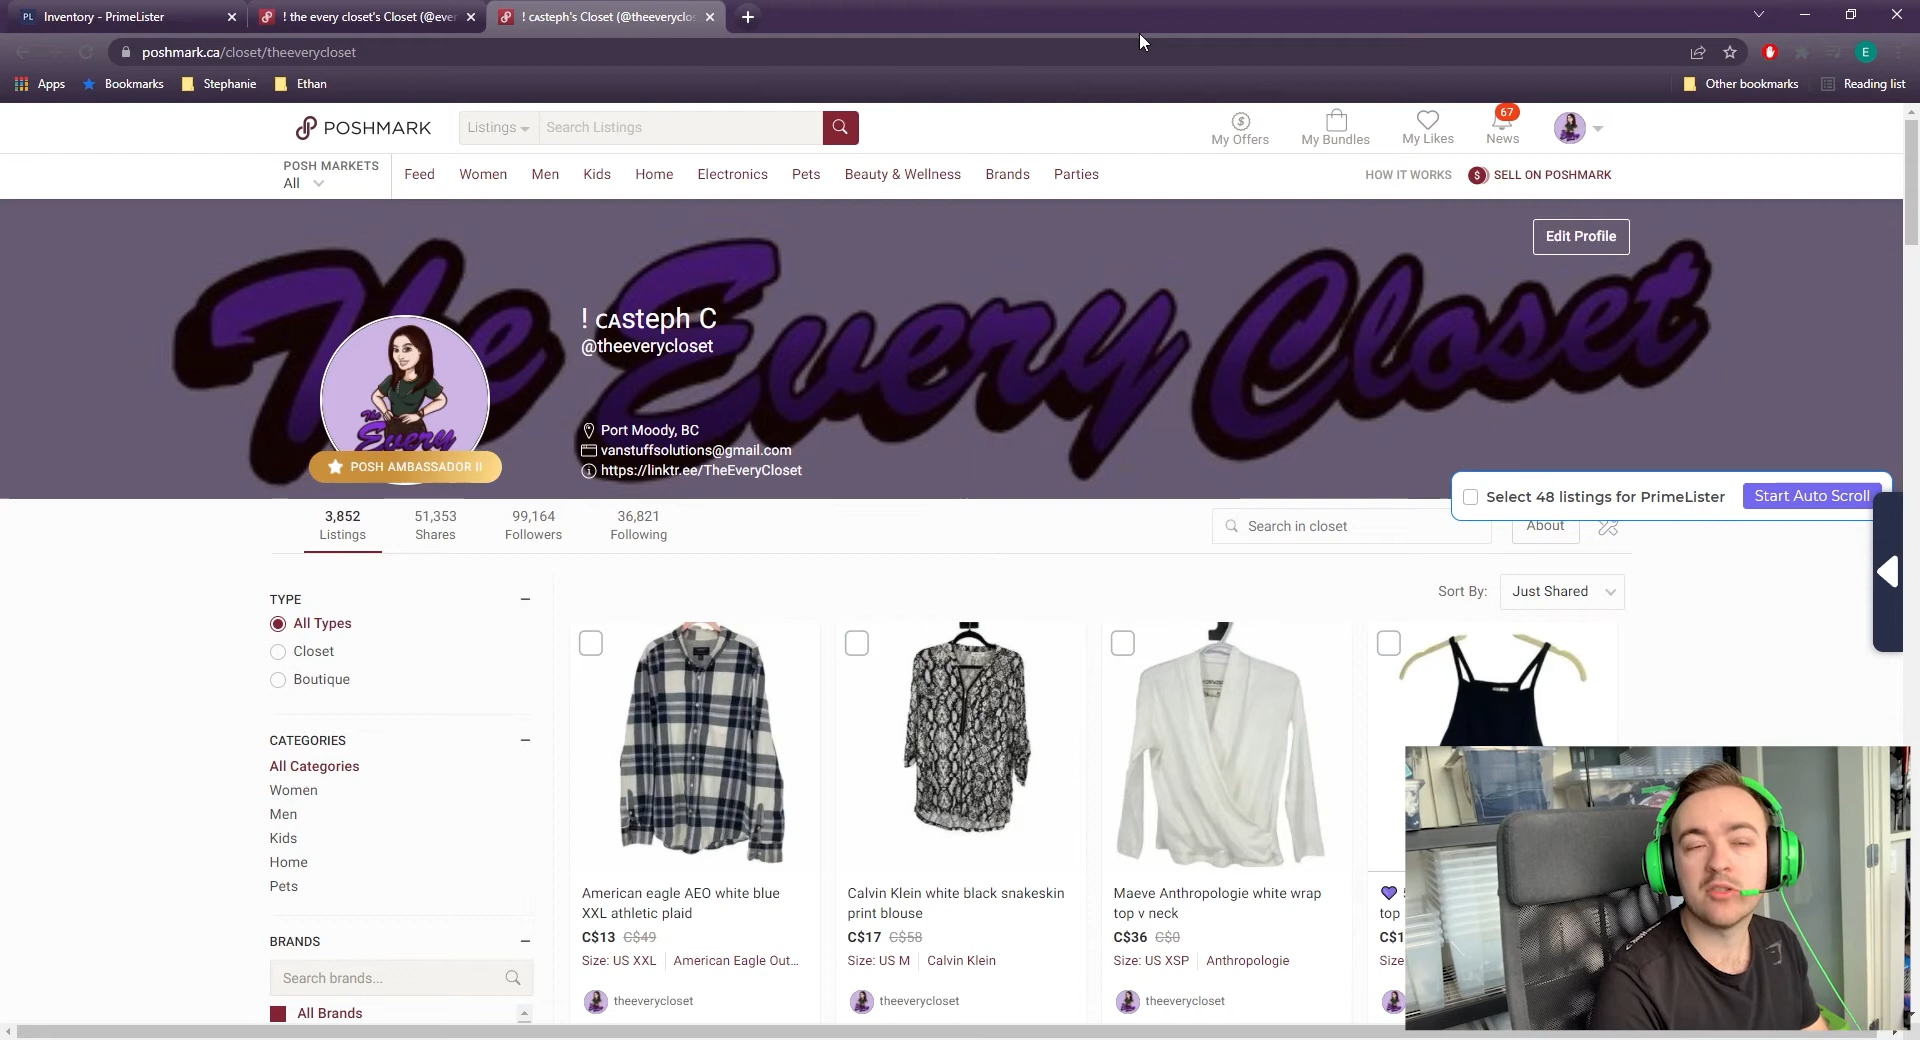 PL Inventory - PrimeLister
! the every closet's Closet (@ever
! ᴄᴀsteph's Closet (@theeveryclos
poshmark.ca/closet/theeverycloset
E
Apps
Bookmarks
Stephanie
Ethan
Other bookmarks
Reading list
POSHMARK
Listings
Search Listings
My Offers
My Bundles
My Likes
67
News
POSH MARKETS
All
Feed
Women
Men
Kids
Home
Electronics
Pets
Beauty & Wellness
Brands
Parties
HOW IT WORKS
$ SELL ON POSHMARK
The Every Closet
Edit Profile
! ᴄᴀsteph C
@theeverycloset
The
Every
POSH AMBASSADOR II
Port Moody, BC
vanstuffsolutions@gmail.com
https://linktr.ee/TheEveryCloset
Select 48 listings for PrimeLister
Start Auto Scroll
3,852
Listings
51,353
Shares
99,164
Followers
36,821
Following
Search in closet
About
Sort By:
Just Shared
TYPE
All Types
Closet
Boutique
CATEGORIES
All Categories
Women
Men
Kids
Home
Pets
BRANDS
Search brands...
All Brands
American eagle AEO white blue
XXL athletic plaid
C$13 C$49
Size: US XXL
American Eagle Out...
theeverycloset
Calvin Klein white black snakeskin
print blouse
C$17 C$58
Size: US M
Calvin Klein
theeverycloset
Maeve Anthropologie white wrap
top v neck
C$36 C$0
Size: US XSP
Anthropologie
theeverycloset
top
C$1
Size